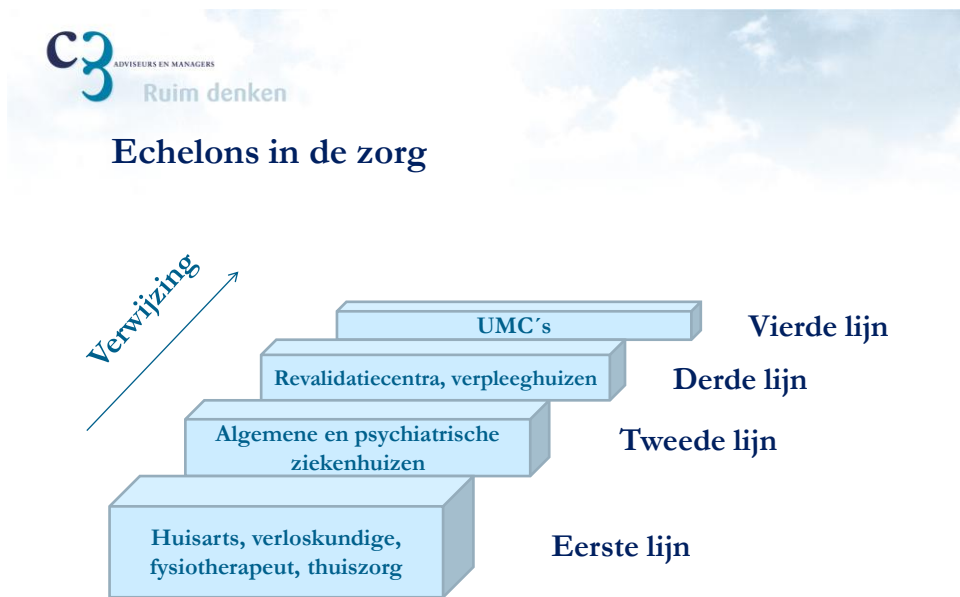 c3
ADVISEURS EN MANAGERS
Ruim denken
Echelons in de zorg
Verwijzing
UMC´s
Vierde lijn
Revalidatiecentra, verpleeghuizen
Derde lijn
Algemene en psychiatrische
ziekenhuizen
Tweede lijn
Huisarts, verloskundige,
fysiotherapeut, thuiszorg
Eerste lijn